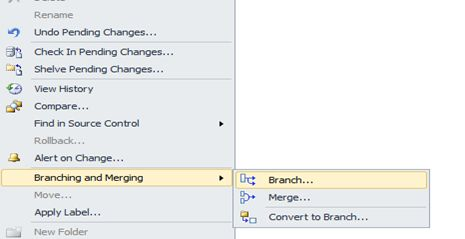 Delete
Rename
Undo Pending Changes...
Check In Pending Changes...
Shelve Pending Changes...
View History
Compare...
Find in Source Control
Rollback...
Alert on Change...
Branching and Merging
Move...
Apply Label...
New Folder
Branch...
Merge...
Convert to Branch...